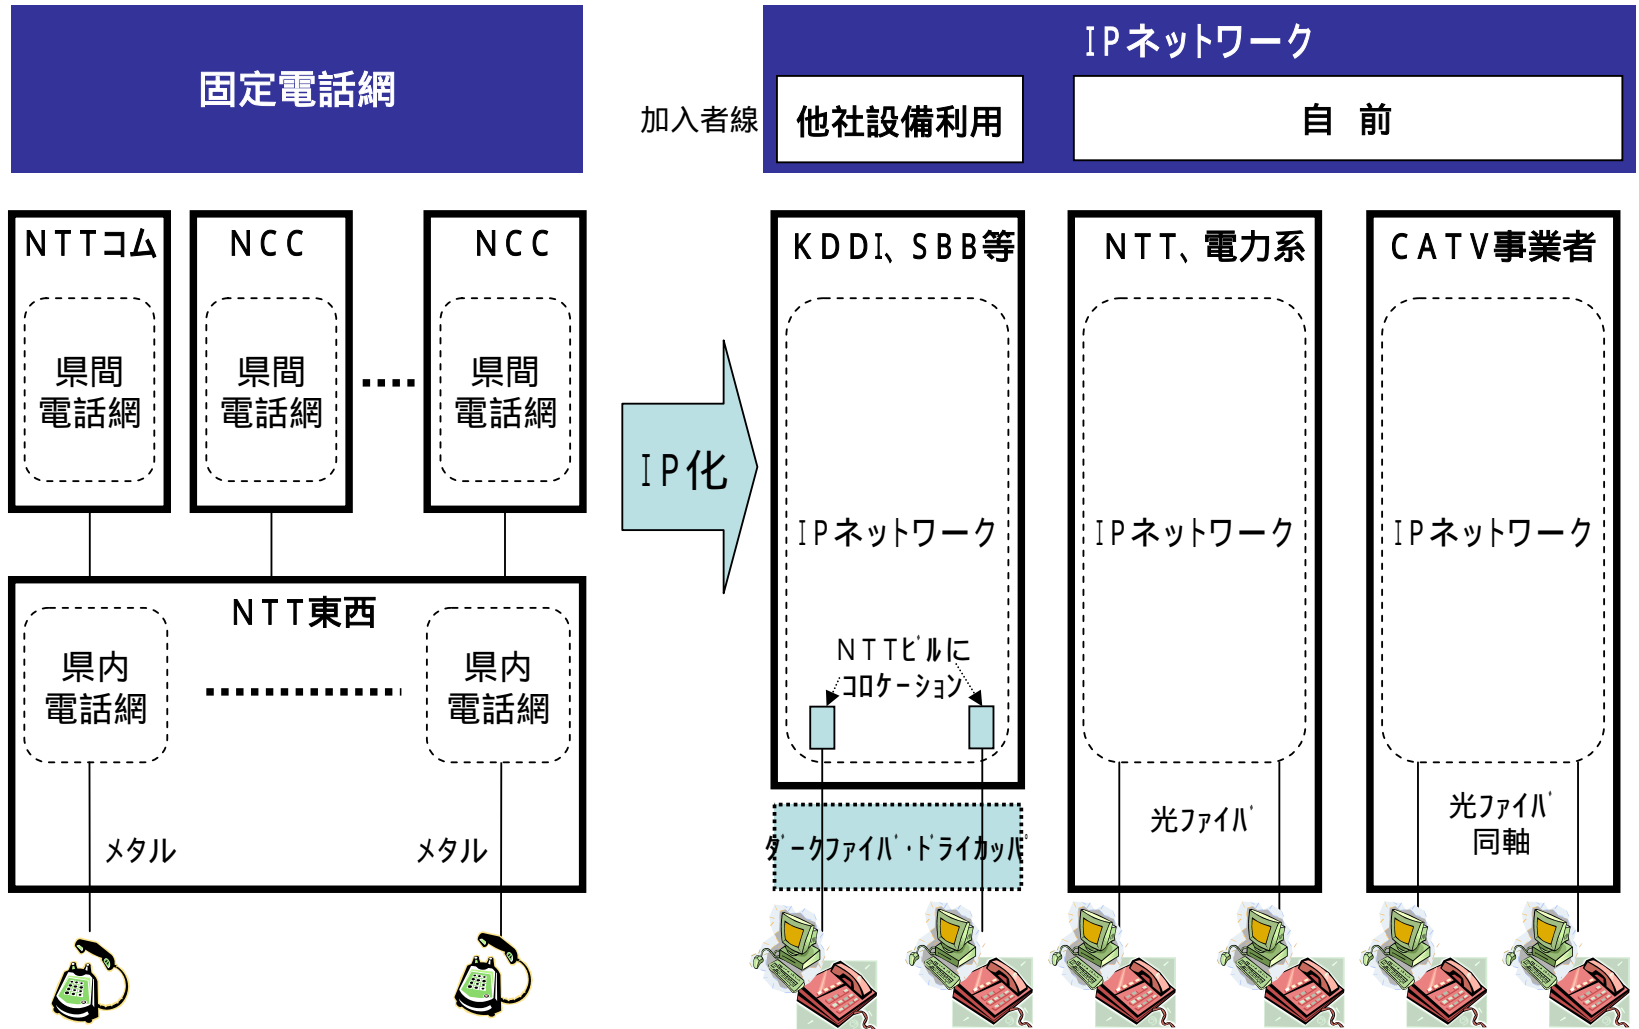 固定電話網
IPネットワーク
加入者線
他社設備利用
自 前
NTTコム
NCC
NCC
県間
電話網
県間
電話網
県間
電話網
NTT東西
県内
電話網
県内
電話網
メタル
メタル
IP化
KDDI、SBB等
IPネットワーク
NTTビルに
コロケーション
ダークファイバ・ドライカッパ
NTT、電力系
IPネットワーク
光ファイバ
CATV事業者
IPネットワーク
光ファイバ
同軸